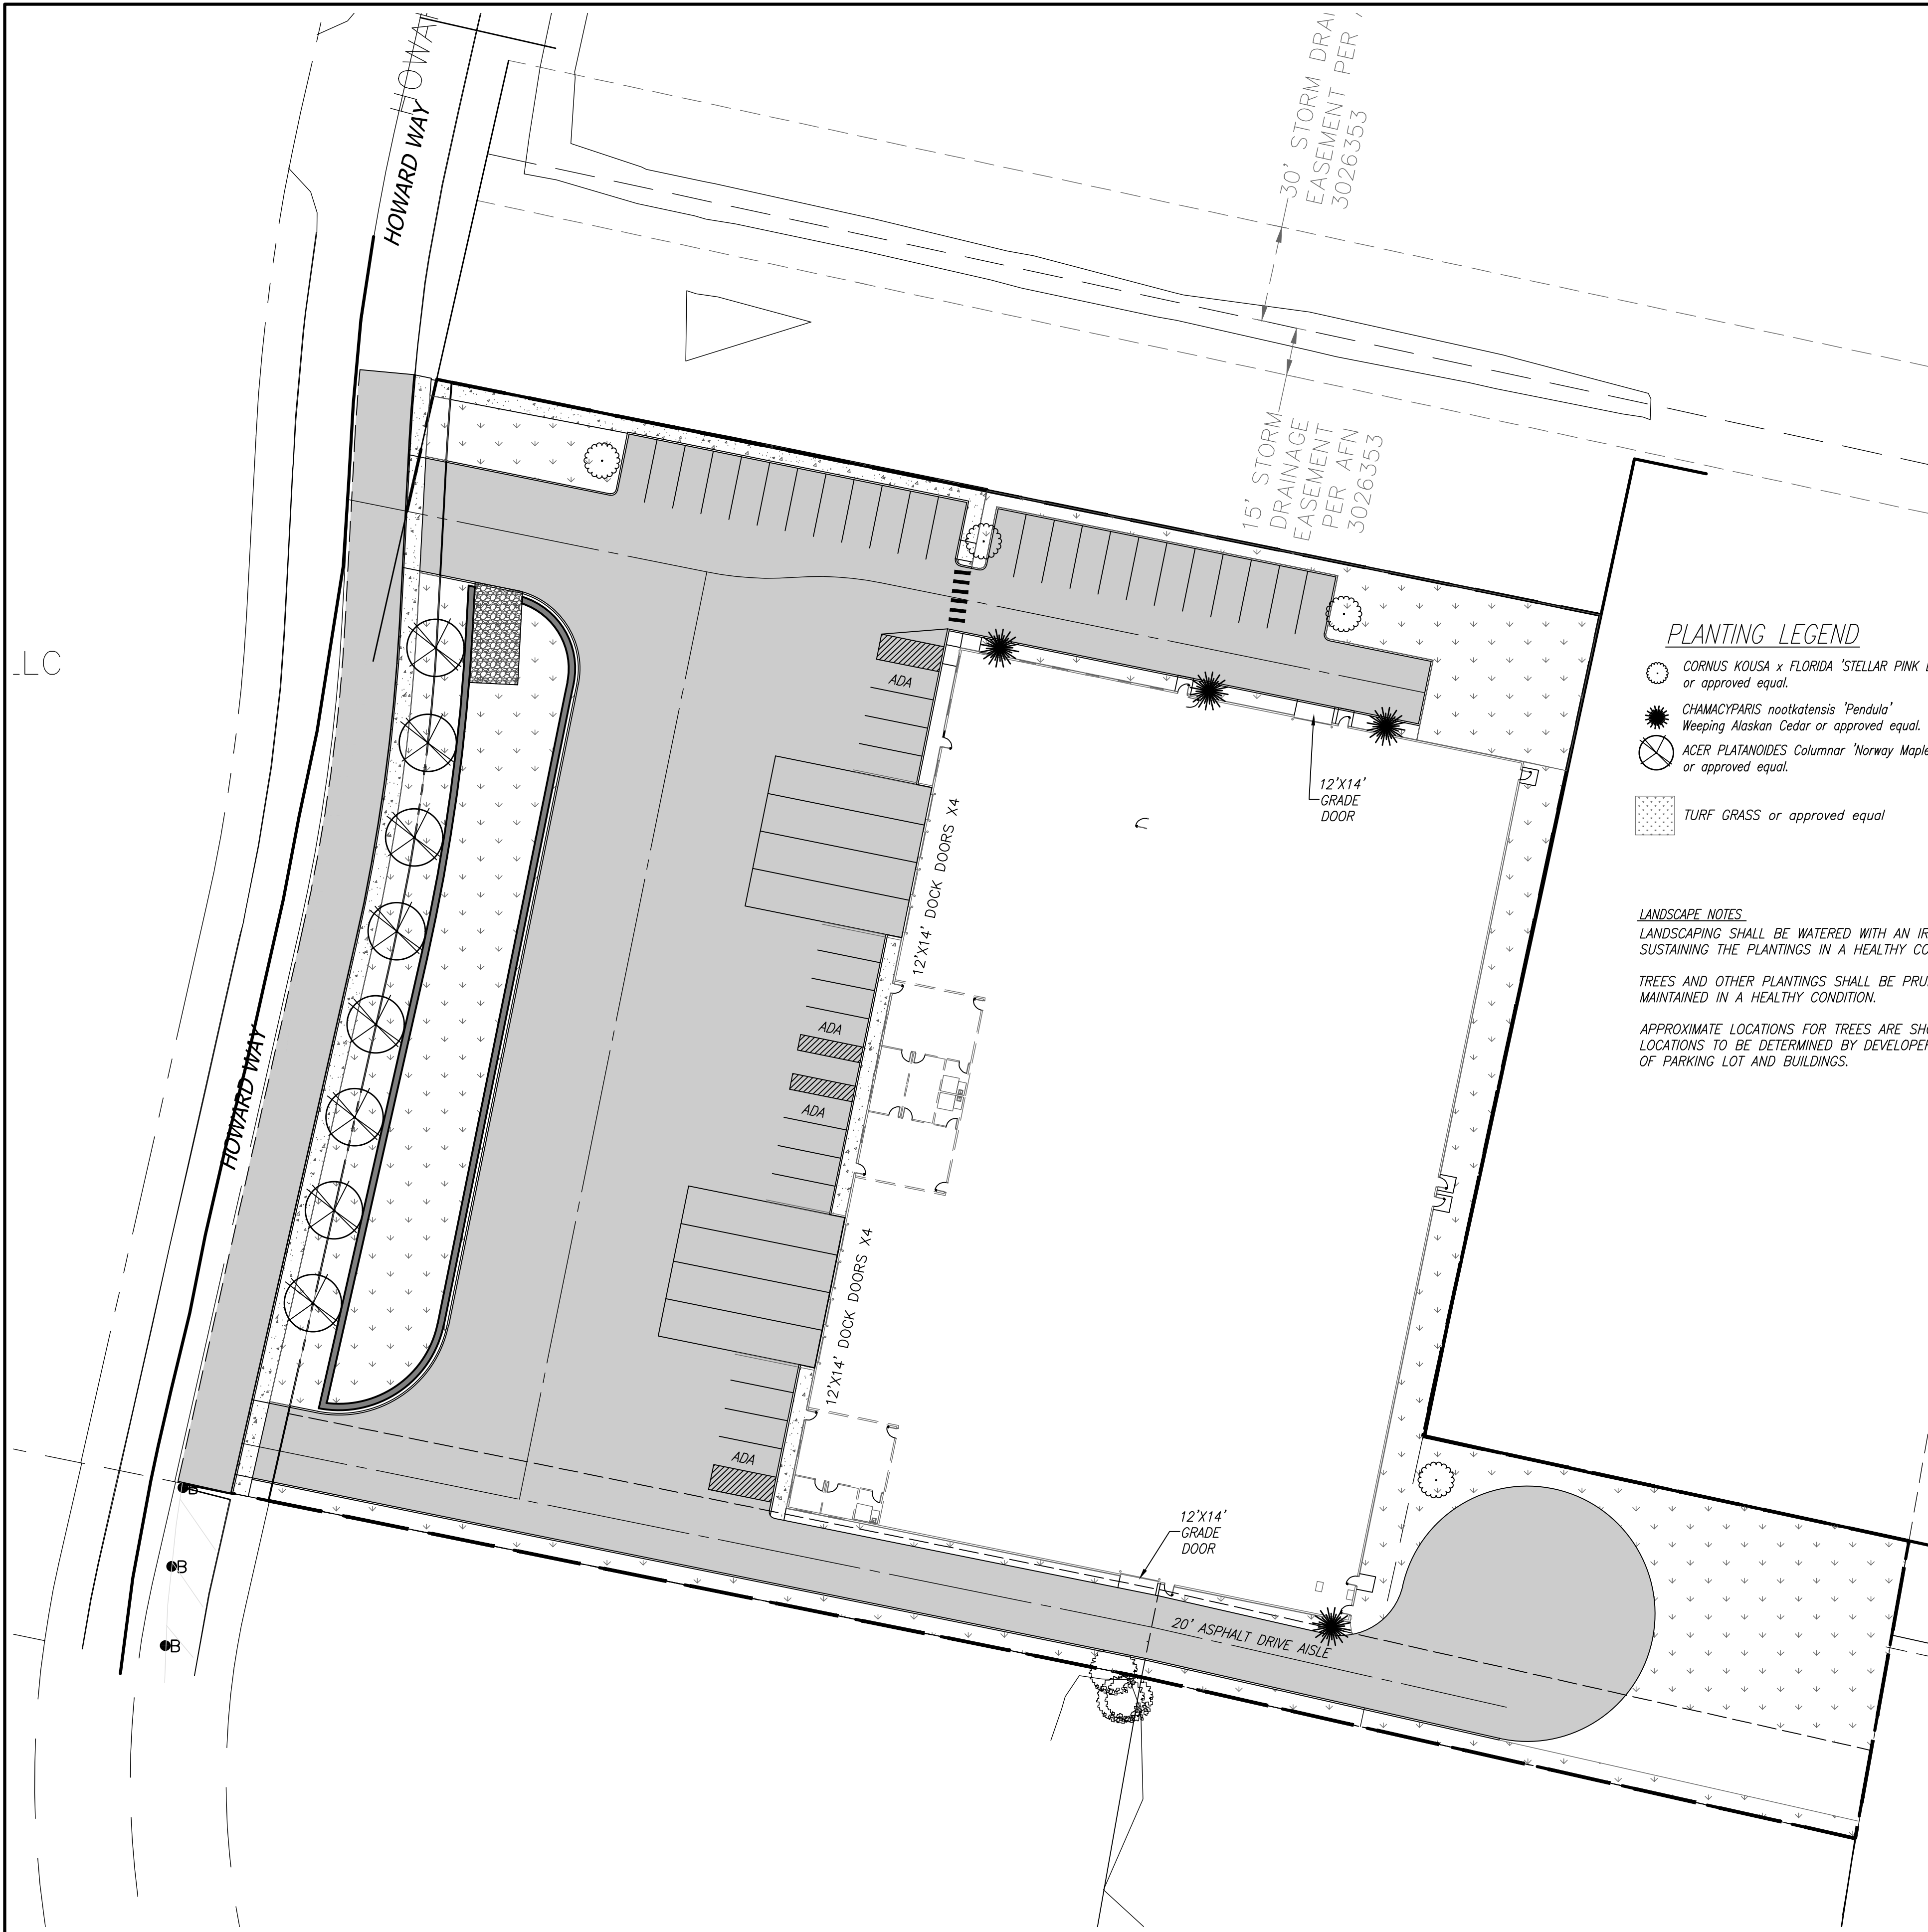 HOWA
HOWARD WAY
30' STORM DRAI
EASEMENT PER
3026353
15' STORM
DRAINAGE
EASEMENT
PER AFN
3026353
LLC
PLANTING LEGEND
CORNUS KOUSA x FLORIDA 'STELLAR PINK
or approved equal.
CHAMACYPARIS nootkatensis 'Pendula'
Weeping Alaskan Cedar or approved equal.
ACER PLATANOIDES Columnar 'Norway Maple
or approved equal.
TURF GRASS or approved equal
LANDSCAPE NOTES
LANDSCAPING SHALL BE WATERED WITH AN IR
SUSTAINING THE PLANTINGS IN A HEALTHY CO
TREES AND OTHER PLANTINGS SHALL BE PRU
MAINTAINED IN A HEALTHY CONDITION.
APPROXIMATE LOCATIONS FOR TREES ARE SHO
LOCATIONS TO BE DETERMINED BY DEVELOPER
OF PARKING LOT AND BUILDINGS.
ADA
12'X14'
GRADE
DOOR
12'X14' DOCK DOORS X4
ADA
ADA
HOWARD WAY
12'X14' DOCK DOORS X4
ADA
12'X14'
GRADE
DOOR
20' ASPHALT DRIVE AISLE
B
B
B